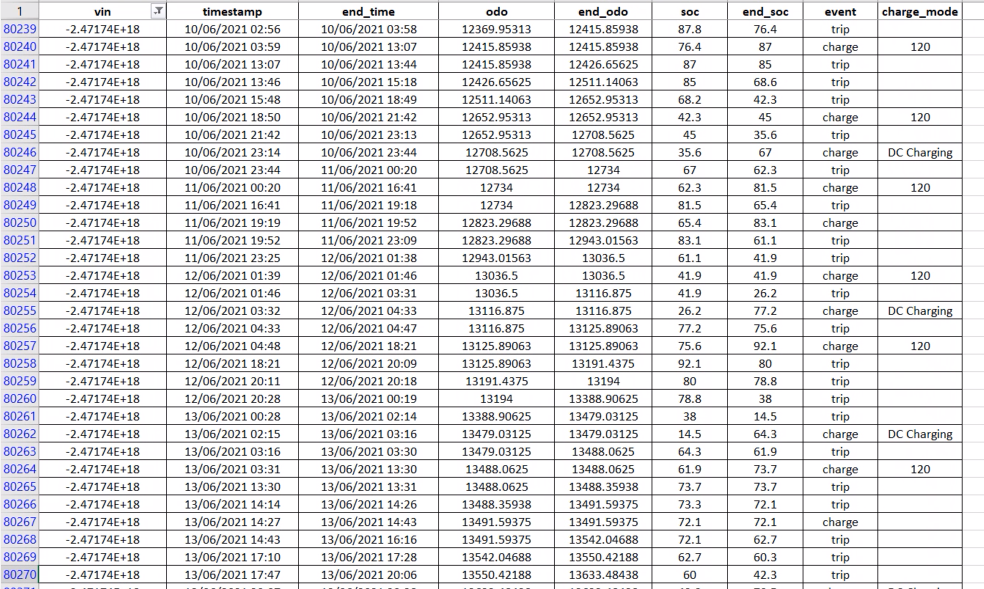 1 vin timestamp end_time odo end_odo soc end_soc event charge_mode
80239 -2.47174E+18 10/06/2021 02:56 10/06/2021 03:58 12369.95313 12415.85938 87.8 76.4 trip
80240 -2.47174E+18 10/06/2021 03:59 10/06/2021 13:07 12415.85938 12415.85938 76.4 87 charge 120
80241 -2.47174E+18 10/06/2021 13:07 10/06/2021 13:44 12415.85938 12426.65625 87 85 trip
80242 -2.47174E+18 10/06/2021 13:46 10/06/2021 15:18 12426.65625 12511.14063 85 68.6 trip
80243 -2.47174E+18 10/06/2021 15:48 10/06/2021 18:49 12511.14063 12652.95313 68.2 42.3 trip
80244 -2.47174E+18 10/06/2021 18:50 10/06/2021 21:42 12652.95313 12652.95313 42.3 45 charge 120
80245 -2.47174E+18 10/06/2021 21:42 10/06/2021 23:13 12652.95313 12708.5625 45 35.6 trip
80246 -2.47174E+18 10/06/2021 23:14 10/06/2021 23:44 12708.5625 12708.5625 35.6 67 charge DC Charging
80247 -2.47174E+18 10/06/2021 23:44 11/06/2021 00:20 12708.5625 12734 67 62.3 trip
80248 -2.47174E+18 11/06/2021 00:20 11/06/2021 16:41 12734 12734 62.3 81.5 charge 120
80249 -2.47174E+18 11/06/2021 16:41 11/06/2021 19:18 12734 12823.29688 81.5 65.4 trip
80250 -2.47174E+18 11/06/2021 19:19 11/06/2021 19:52 12823.29688 12823.29688 65.4 83.1 charge
80251 -2.47174E+18 11/06/2021 19:52 11/06/2021 23:09 12823.29688 12943.01563 83.1 61.1 trip
80252 -2.47174E+18 11/06/2021 23:25 12/06/2021 01:38 12943.01563 13036.5 61.1 41.9 trip
80253 -2.47174E+18 12/06/2021 01:39 12/06/2021 01:46 13036.5 13036.5 41.9 41.9 charge 120
80254 -2.47174E+18 12/06/2021 01:46 12/06/2021 03:31 13036.5 13116.875 41.9 26.2 trip
80255 -2.47174E+18 12/06/2021 03:32 12/06/2021 04:33 13116.875 13116.875 26.2 77.2 charge DC Charging
80256 -2.47174E+18 12/06/2021 04:33 12/06/2021 04:47 13116.875 13125.89063 77.2 75.6 trip
80257 -2.47174E+18 12/06/2021 04:48 12/06/2021 18:21 13125.89063 13125.89063 75.6 92.1 charge 120
80258 -2.47174E+18 12/06/2021 18:21 12/06/2021 20:09 13125.89063 13191.4375 92.1 80 trip
80259 -2.47174E+18 12/06/2021 20:11 12/06/2021 20:18 13191.4375 13194 80 78.8 trip
80260 -2.47174E+18 12/06/2021 20:28 13/06/2021 00:19 13194 13388.90625 78.8 38 trip
80261 -2.47174E+18 13/06/2021 00:28 13/06/2021 02:14 13388.90625 13479.03125 38 14.5 trip
80262 -2.47174E+18 13/06/2021 02:15 13/06/2021 03:16 13479.03125 13479.03125 14.5 64.3 charge DC Charging
80263 -2.47174E+18 13/06/2021 03:16 13/06/2021 03:30 13479.03125 13488.0625 64.3 61.9 trip
80264 -2.47174E+18 13/06/2021 03:31 13/06/2021 13:30 13488.0625 13488.0625 61.9 73.7 charge 120
80265 -2.47174E+18 13/06/2021 13:30 13/06/2021 13:31 13488.0625 13488.35938 73.7 73.7 trip
80266 -2.47174E+18 13/06/2021 14:14 13/06/2021 14:26 13488.35938 13491.59375 73.3 72.1 trip
80267 -2.47174E+18 13/06/2021 14:27 13/06/2021 14:43 13491.59375 13491.59375 72.1 72.1 charge
80268 -2.47174E+18 13/06/2021 14:43 13/06/2021 16:16 13491.59375 13542.04688 72.1 62.7 trip
80269 -2.47174E+18 13/06/2021 17:10 13/06/2021 17:28 13542.04688 13550.42188 62.7 60.3 trip
80270 -2.47174E+18 13/06/2021 17:47 13/06/2021 20:06 13550.42188 13633.48438 60 42.3 trip